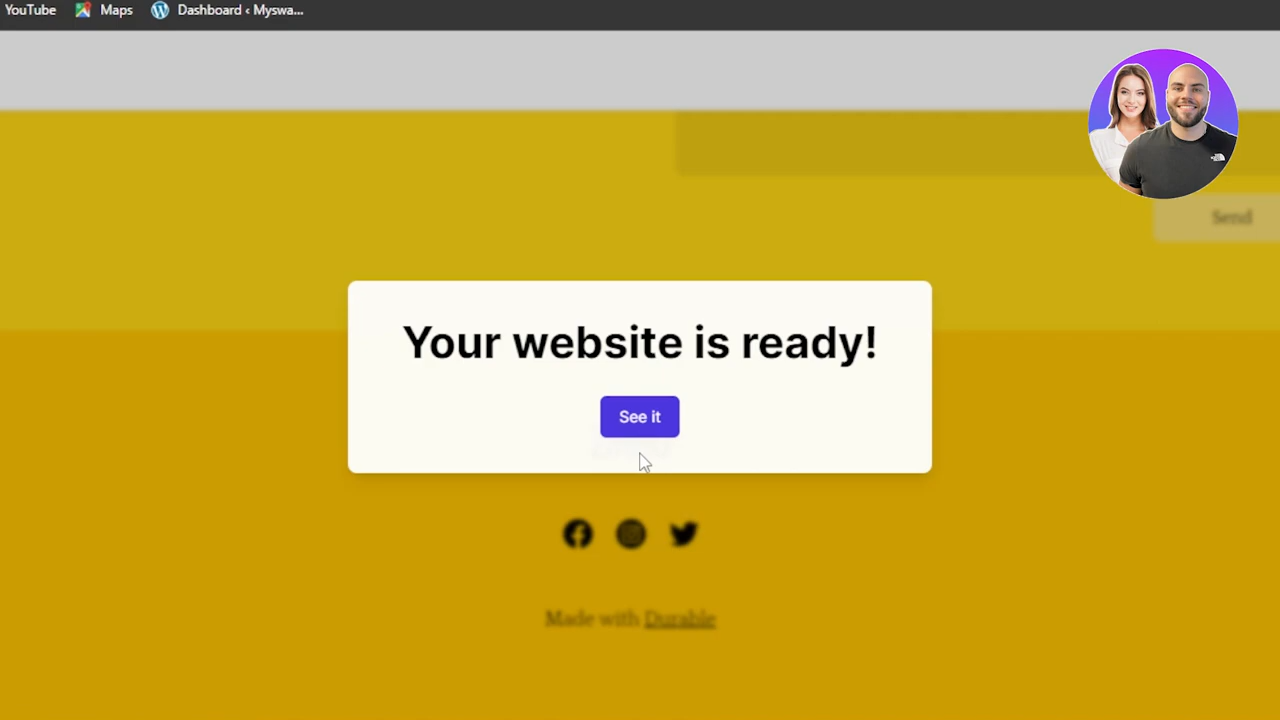 YouTube
Maps
Dashboard ‹ Myswa...
Send
Your website is ready!
See it
Made with Durable